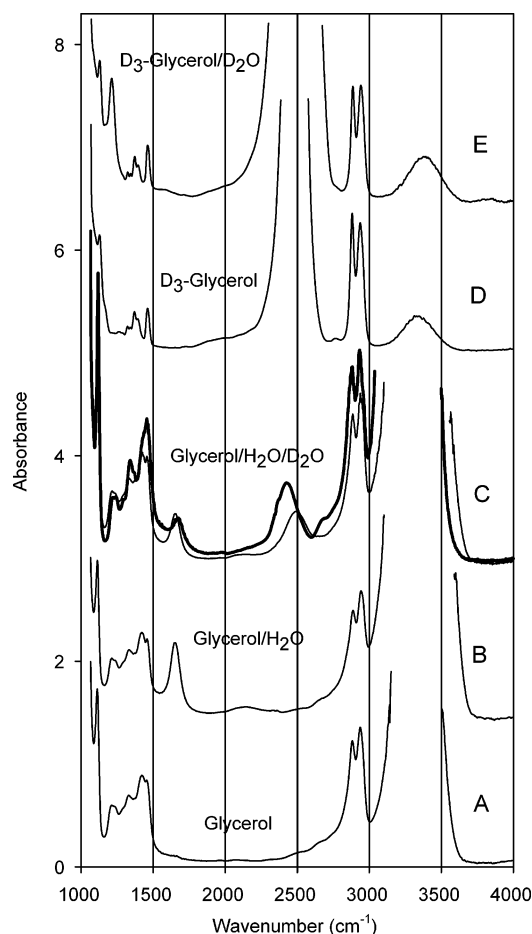 8
D3-Glycerol/D2O
E
6
D3-Glycerol
D
Absorbance
4
Glycerol/H2O/D2O
C
Glycerol/H2O
B
2
A
Glycerol
0
1000 1500 2000 2500 3000 3500 4000
Wavenumber (cm-1)